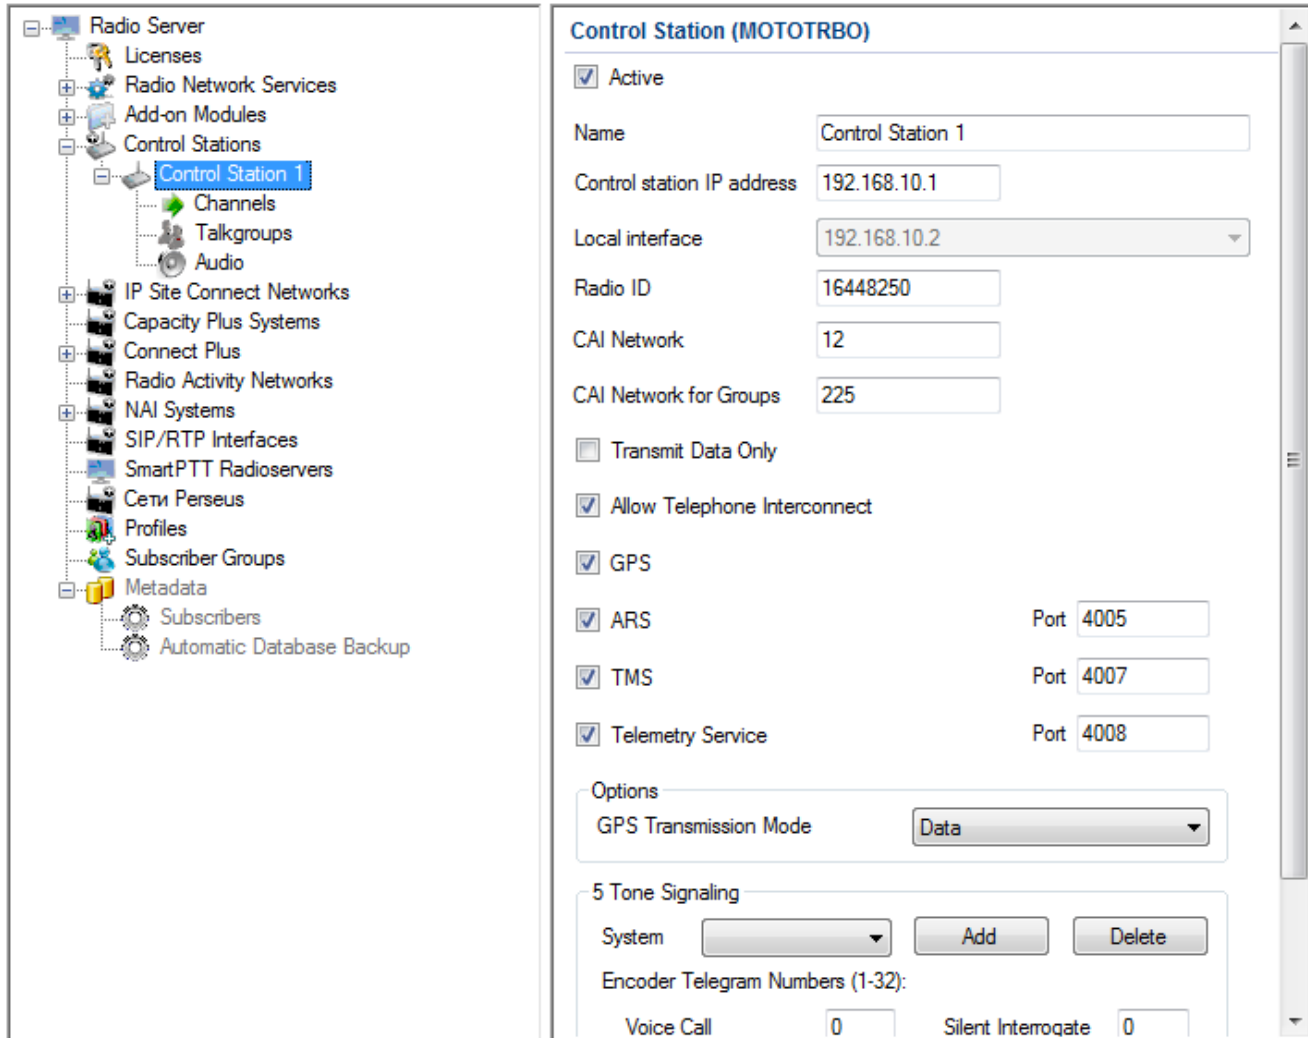 Radio Server
Licenses
Radio Network Services
Add-on Modules
Control Stations
Control Station 1
Channels
Talkgroups
Audio
IP Site Connect Networks
Capacity Plus Systems
Connect Plus
Radio Activity Networks
NAI Systems
SIP/RTP Interfaces
SmartPTT Radioservers
Сети Perseus
Profiles
Subscriber Groups
Metadata
Subscribers
Automatic Database Backup
Control Station (MOTOTRBO)
Active
Name Control Station 1
Control station IP address 192.168.10.1
Local interface 192.168.10.2
Radio ID 16448250
CAI Network 12
CAI Network for Groups 225
Transmit Data Only
Allow Telephone Interconnect
GPS
ARS Port 4005
TMS Port 4007
Telemetry Service Port 4008
Options
GPS Transmission Mode Data
5 Tone Signaling
System Add Delete
Encoder Telegram Numbers (1-32):
Voice Call 0 Silent Interrogate 0